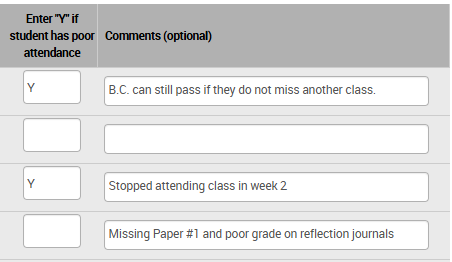 Enter "Y" if
student has poor
attendance
Comments (optional)
Y
B.C. can still pass if they do not miss another class.
Y
Stopped attending class in week 2
Missing Paper #1 and poor grade on reflection journals